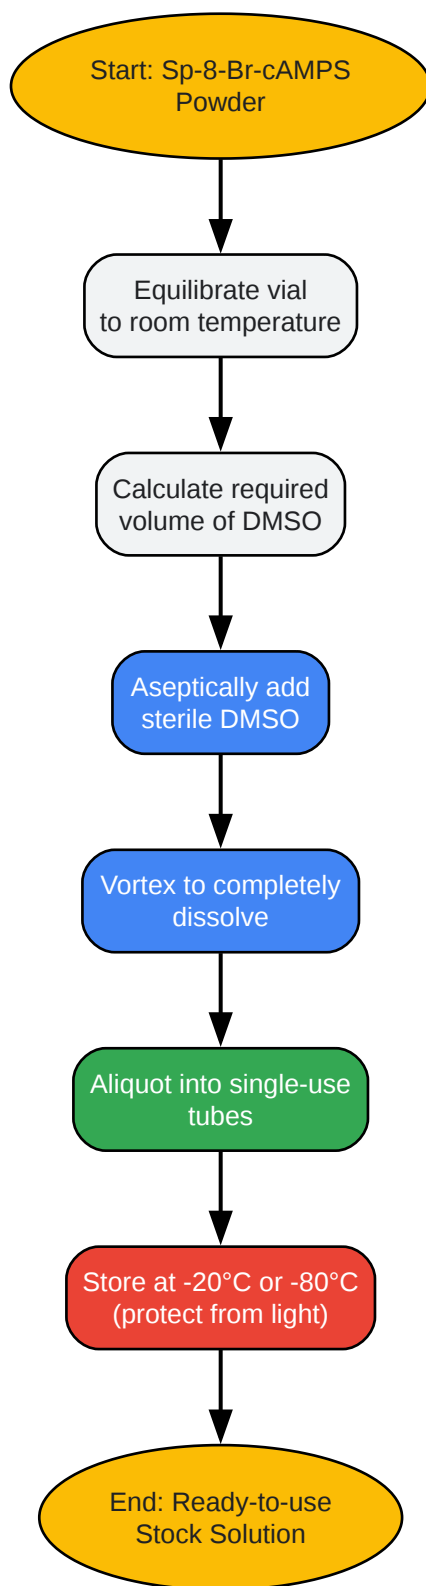 Start: Sp-8-Br-cAMPS
Powder
Equilibrate vial
to room temperature
Calculate required
volume of DMSO
Aseptically add
sterile DMSO
Vortex to completely
dissolve
Aliquot into single-use
tubes
Store at -20°C or -80°C
(protect from light)
End: Ready-to-use
Stock Solution